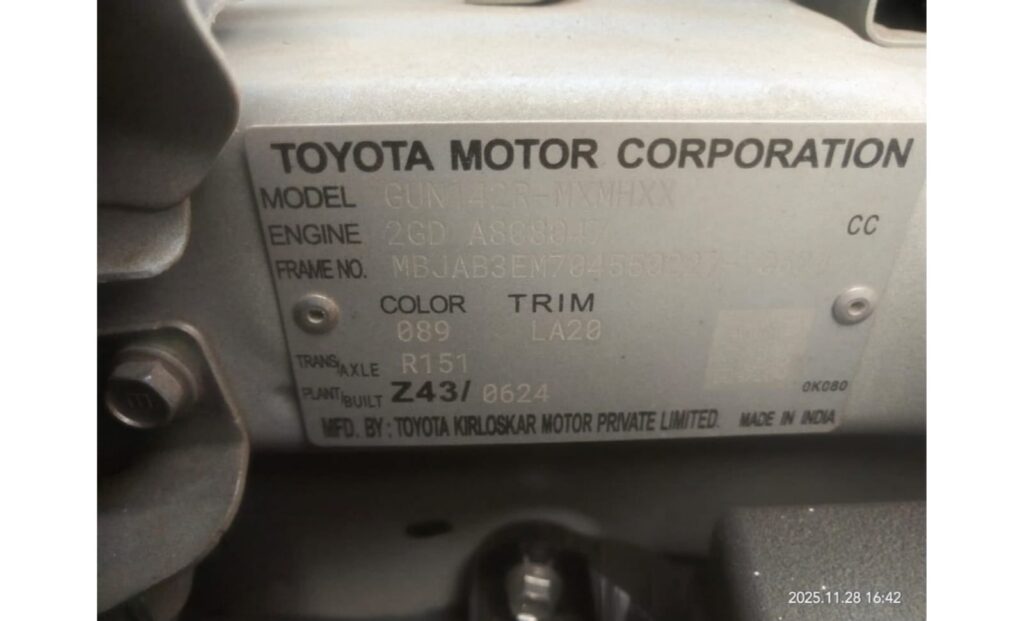 TOYOTA MOTOR CORPORATION
MODEL GUN142R-MXMHXX
ENGINE 2GD CC
FRAME NO.
COLOR TRIM
089 LA20
TRANS/AXLE R151
PLANT/BUILT Z43/ 0624
0K080
MFD. BY : TOYOTA KIRLOSKAR MOTOR PRIVATE LIMITED. MADE IN INDIA
2025.11.28 16:42